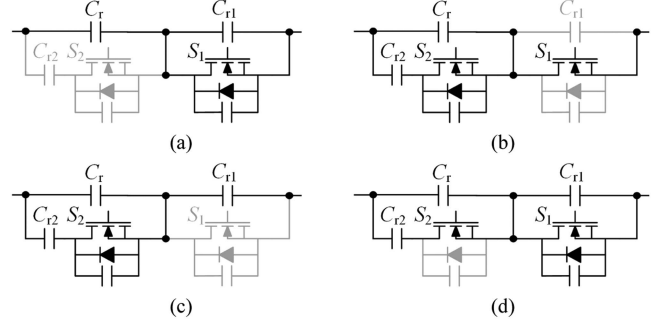 Cr Cr1 Cr Cr1
Cr2 S2 S1 Cr2 S2 S1
(a) (b)
Cr Cr1 Cr Cr1
Cr2 S2 S1 Cr2 S2 S1
(c) (d)